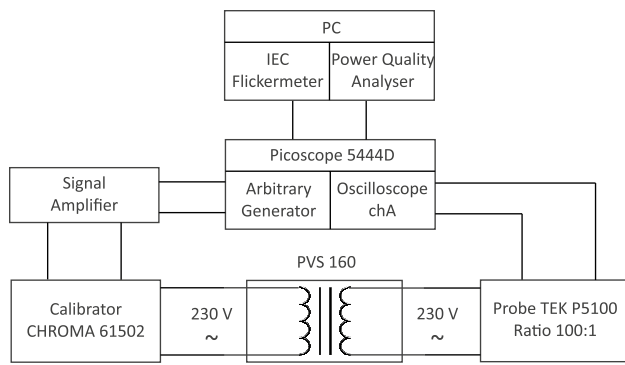 PC
IEC
Flickermeter
Power Quality
Analyser
Picoscope 5444D
Signal
Amplifier
Arbitrary
Generator
Oscilloscope
chA
PVS 160
Calibrator
CHROMA 61502
230 V
~
230 V
~
Probe TEK P5100
Ratio 100:1